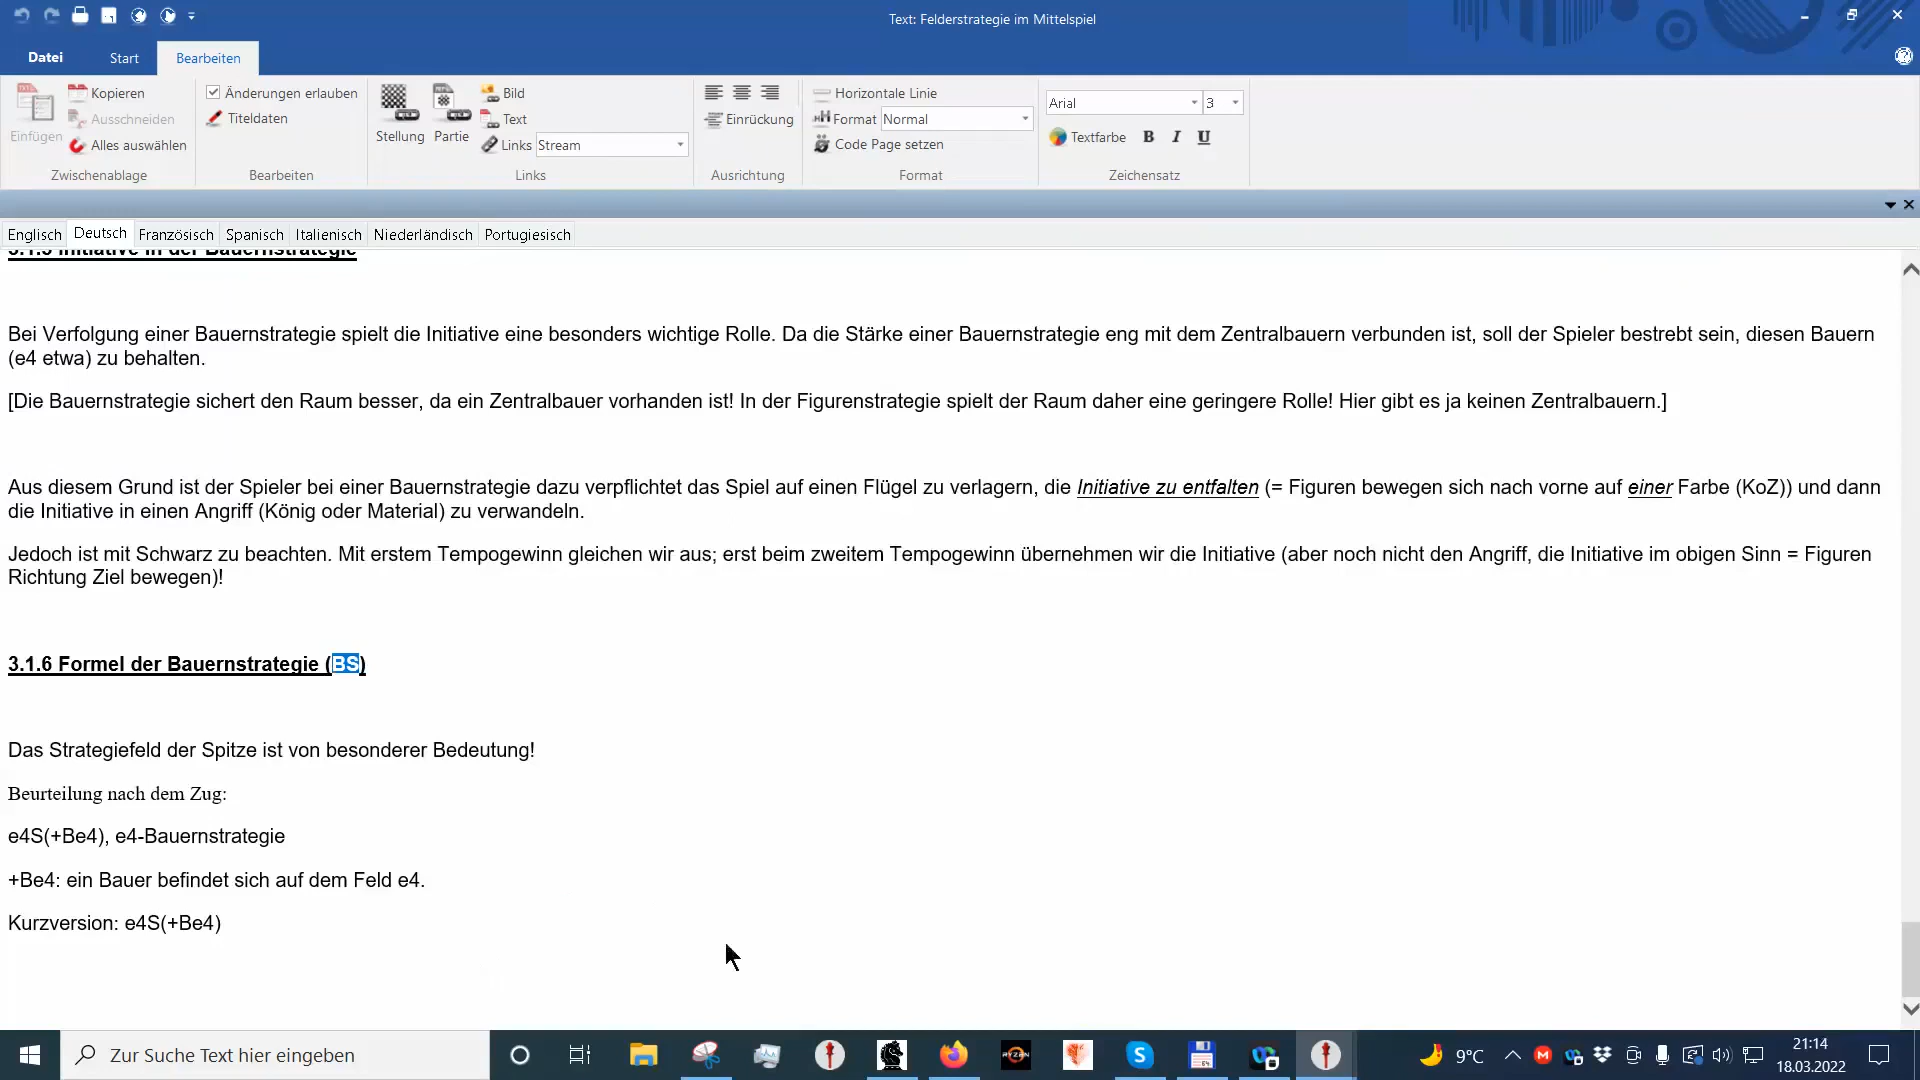 Text: Felderstrategie im Mittelspiel
Datei Start Bearbeiten
Einfügen
Kopieren
Ausschneiden
Alles auswählen
Zwischenablage
Änderungen erlauben
Titeldaten
Bearbeiten
Stellung
Partie
Bild
Text
Links Stream
Links
Einrückung
Ausrichtung
Horizontale Linie
Format Normal
Code Page setzen
Format
Arial 3
Textfarbe B I U
Zeichensatz
Englisch Deutsch Französisch Spanisch Italienisch Niederländisch Portugiesisch
3.1.5 Initiative in der Bauernstrategie
Bei Verfolgung einer Bauernstrategie spielt die Initiative eine besonders wichtige Rolle. Da die Stärke einer Bauernstrategie eng mit dem Zentralbauern verbunden ist, soll der Spieler bestrebt sein, diesen Bauern
(e4 etwa) zu behalten.
[Die Bauernstrategie sichert den Raum besser, da ein Zentralbauer vorhanden ist! In der Figurenstrategie spielt der Raum daher eine geringere Rolle! Hier gibt es ja keinen Zentralbauern.]
Aus diesem Grund ist der Spieler bei einer Bauernstrategie dazu verpflichtet das Spiel auf einen Flügel zu verlagern, die Initiative zu entfalten (= Figuren bewegen sich nach vorne auf einer Farbe (KoZ)) und dann
die Initiative in einen Angriff (König oder Material) zu verwandeln.
Jedoch ist mit Schwarz zu beachten. Mit erstem Tempogewinn gleichen wir aus; erst beim zweitem Tempogewinn übernehmen wir die Initiative (aber noch nicht den Angriff, die Initiative im obigen Sinn = Figuren
Richtung Ziel bewegen)!
3.1.6 Formel der Bauernstrategie (BS)
Das Strategiefeld der Spitze ist von besonderer Bedeutung!
Beurteilung nach dem Zug:
e4S(+Be4), e4-Bauernstrategie
+Be4: ein Bauer befindet sich auf dem Feld e4.
Kurzversion: e4S(+Be4)
Zur Suche Text hier eingeben
RYZEN
9°C
21:14
18.03.2022